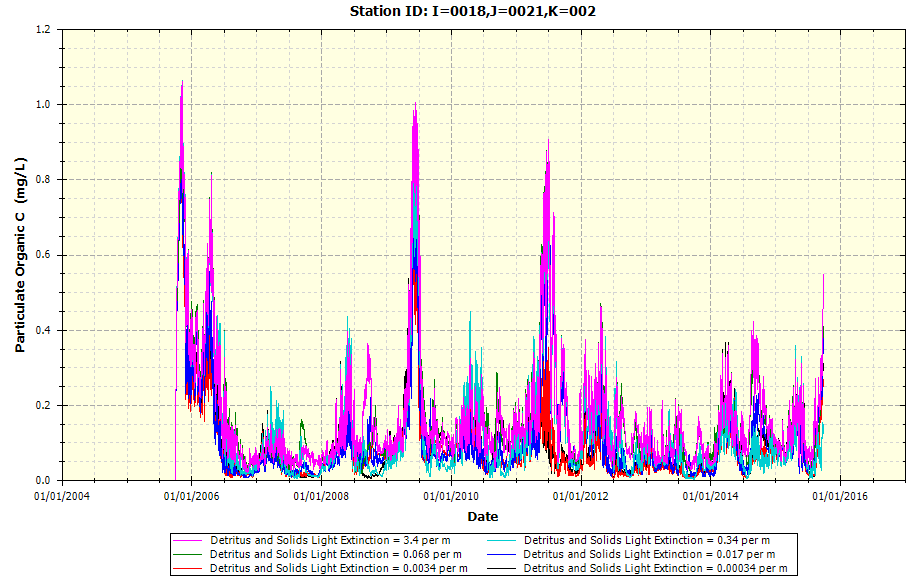 Station ID: I=0018,J=0021,K=002
1.2
1.0
0.8
0.6
0.4
0.2
0.0
Particulate Organic C (mg/L)
01/01/2004 01/01/2006 01/01/2008 01/01/2010 01/01/2012 01/01/2014 01/01/2016
Date
Detritus and Solids Light Extinction = 3.4 per m Detritus and Solids Light Extinction = 0.34 per m
Detritus and Solids Light Extinction = 0.068 per m Detritus and Solids Light Extinction = 0.017 per m
Detritus and Solids Light Extinction = 0.0034 per m Detritus and Solids Light Extinction = 0.00034 per m